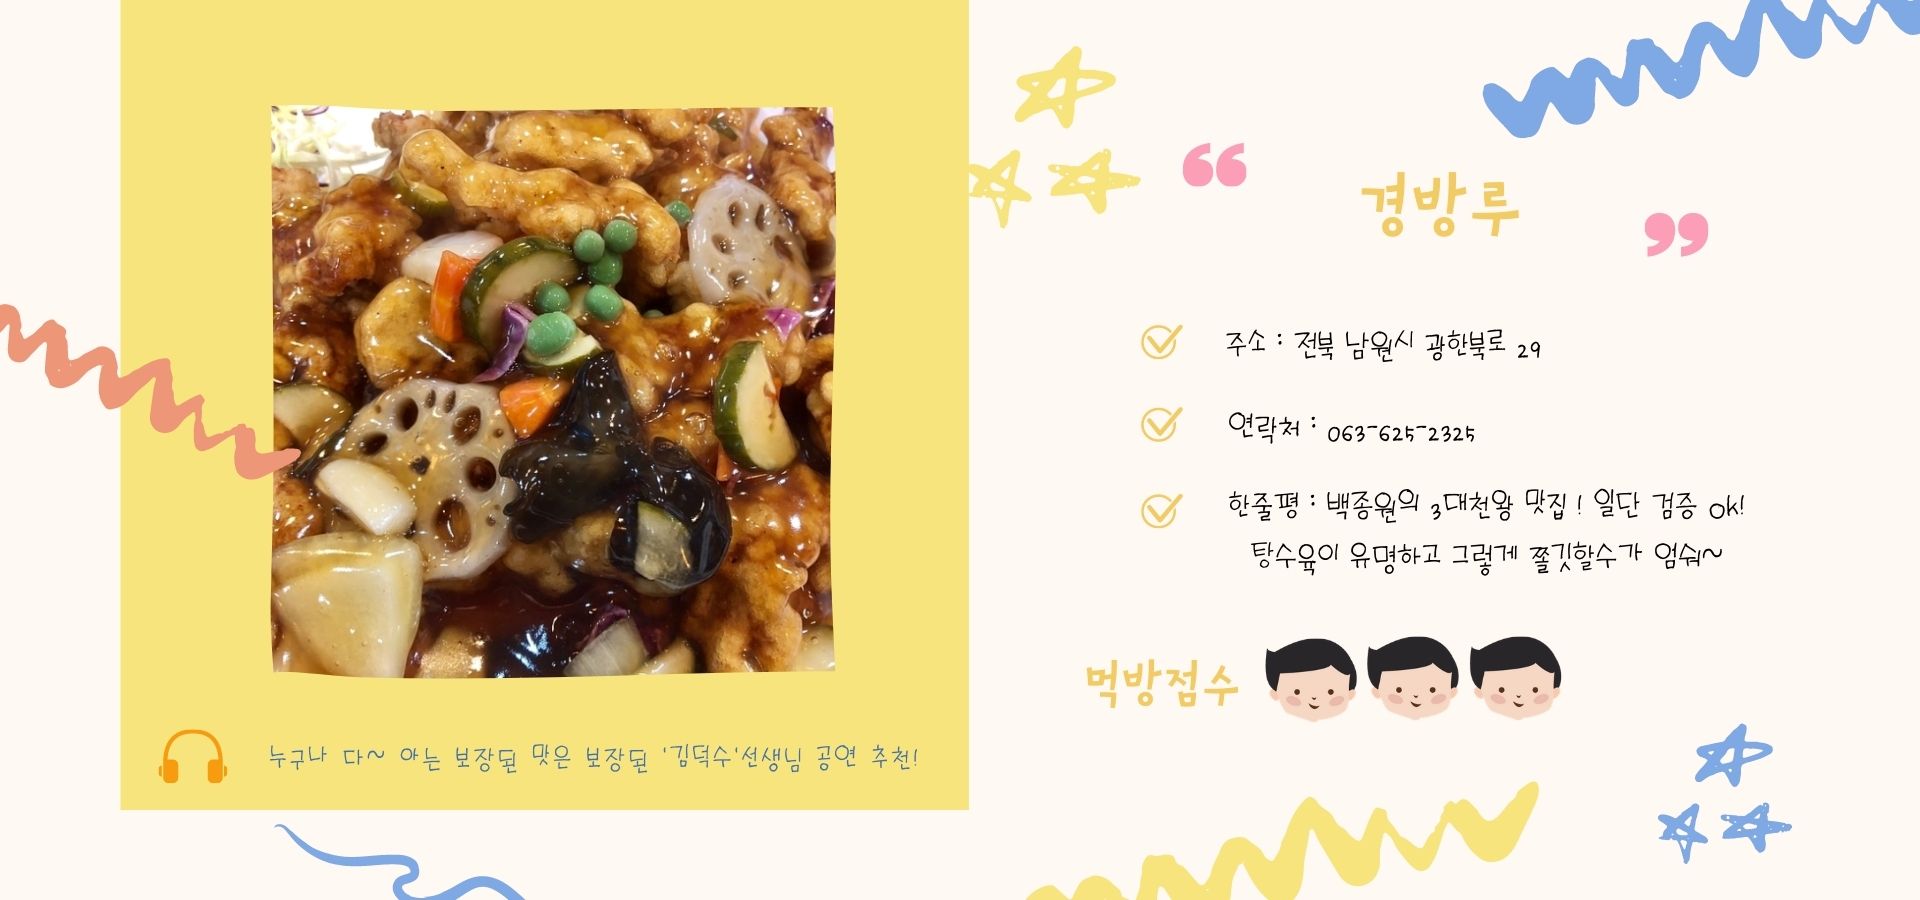 경방루
주소 : 전북 남원시 광한북로 29
연락처 : 063-625-2325
한줄평 : 백종원의 3대천왕 맛집! 일단 검증 ok!
탕수육이 유명하고 그렇게 쫄깃할수가 엄숴~
먹방점수
누구나 다~ 아는 보장된 맛은 보장된 '김덕수'선생님 공연 추천!